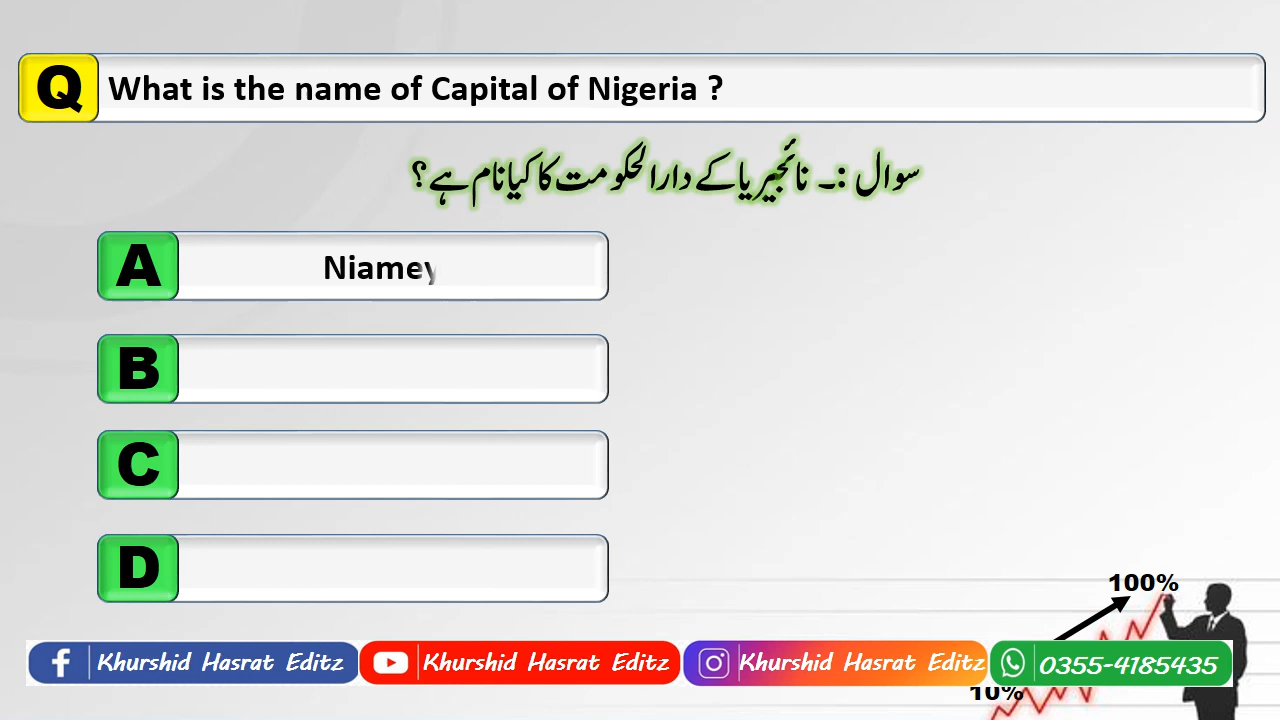 Q What is the name of Capital of Nigeria ?
سوال :۔ نائجیریا کے دارالحکومت کا کیا نام ہے؟
A Niamey
B
C
D
100%
Khurshid Hasrat Editz Khurshid Hasrat Editz Khurshid Hasrat Editz 0355-4185435
10%